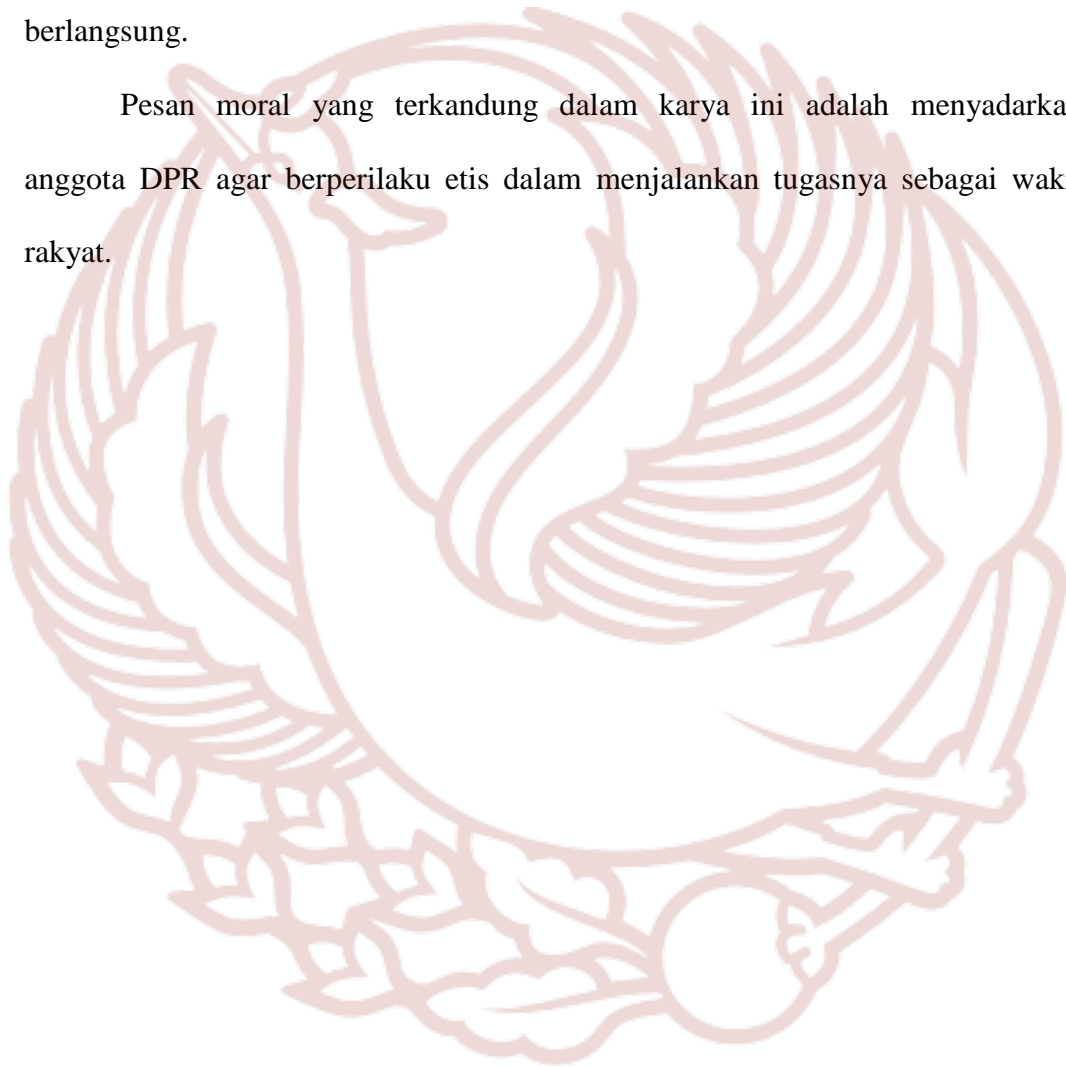 berlangsung.
Pesan moral yang terkandung dalam karya ini adalah menyadarka
anggota DPR agar berperilaku etis dalam menjalankan tugasnya sebagai wak
rakyat.